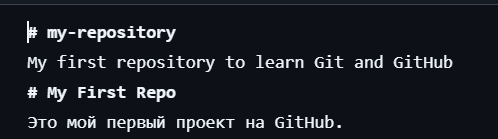 # my-repository
My first repository to learn Git and GitHub
# My First Repo
Это мой первый проект на GitHub.